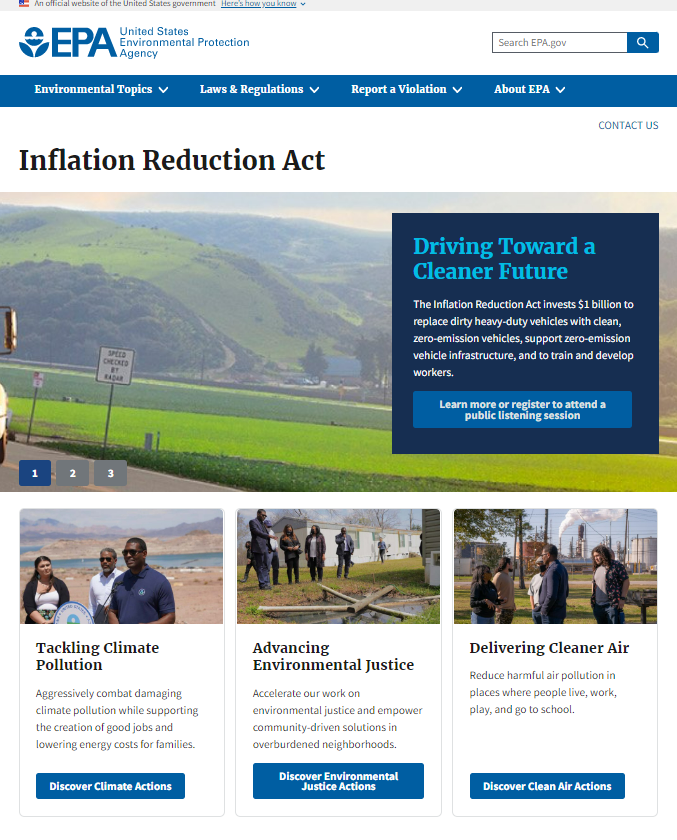 An official website of the United States government Here's how you know
EPA United States
Environmental Protection
Agency
Search EPA.gov
Environmental Topics Laws & Regulations Report a Violation About EPA
CONTACT US
Inflation Reduction Act
Driving Toward a
Cleaner Future
The Inflation Reduction Act invests $1 billion to
replace dirty heavy-duty vehicles with clean,
zero-emission vehicles, support zero-emission
vehicle infrastructure, and to train and develop
workers.
Learn more or register to attend a
public listening session
SPEED
CHECKED
BY
RADAR
1 2 3
Tackling Climate
Pollution
Aggressively combat damaging
climate pollution while supporting
the creation of good jobs and
lowering energy costs for families.
Discover Climate Actions
Advancing
Environmental Justice
Accelerate our work on
environmental justice and empower
community-driven solutions in
overburdened neighborhoods.
Discover Environmental
Justice Actions
Delivering Cleaner Air
Reduce harmful air pollution in
places where people live, work,
play, and go to school.
Discover Clean Air Actions